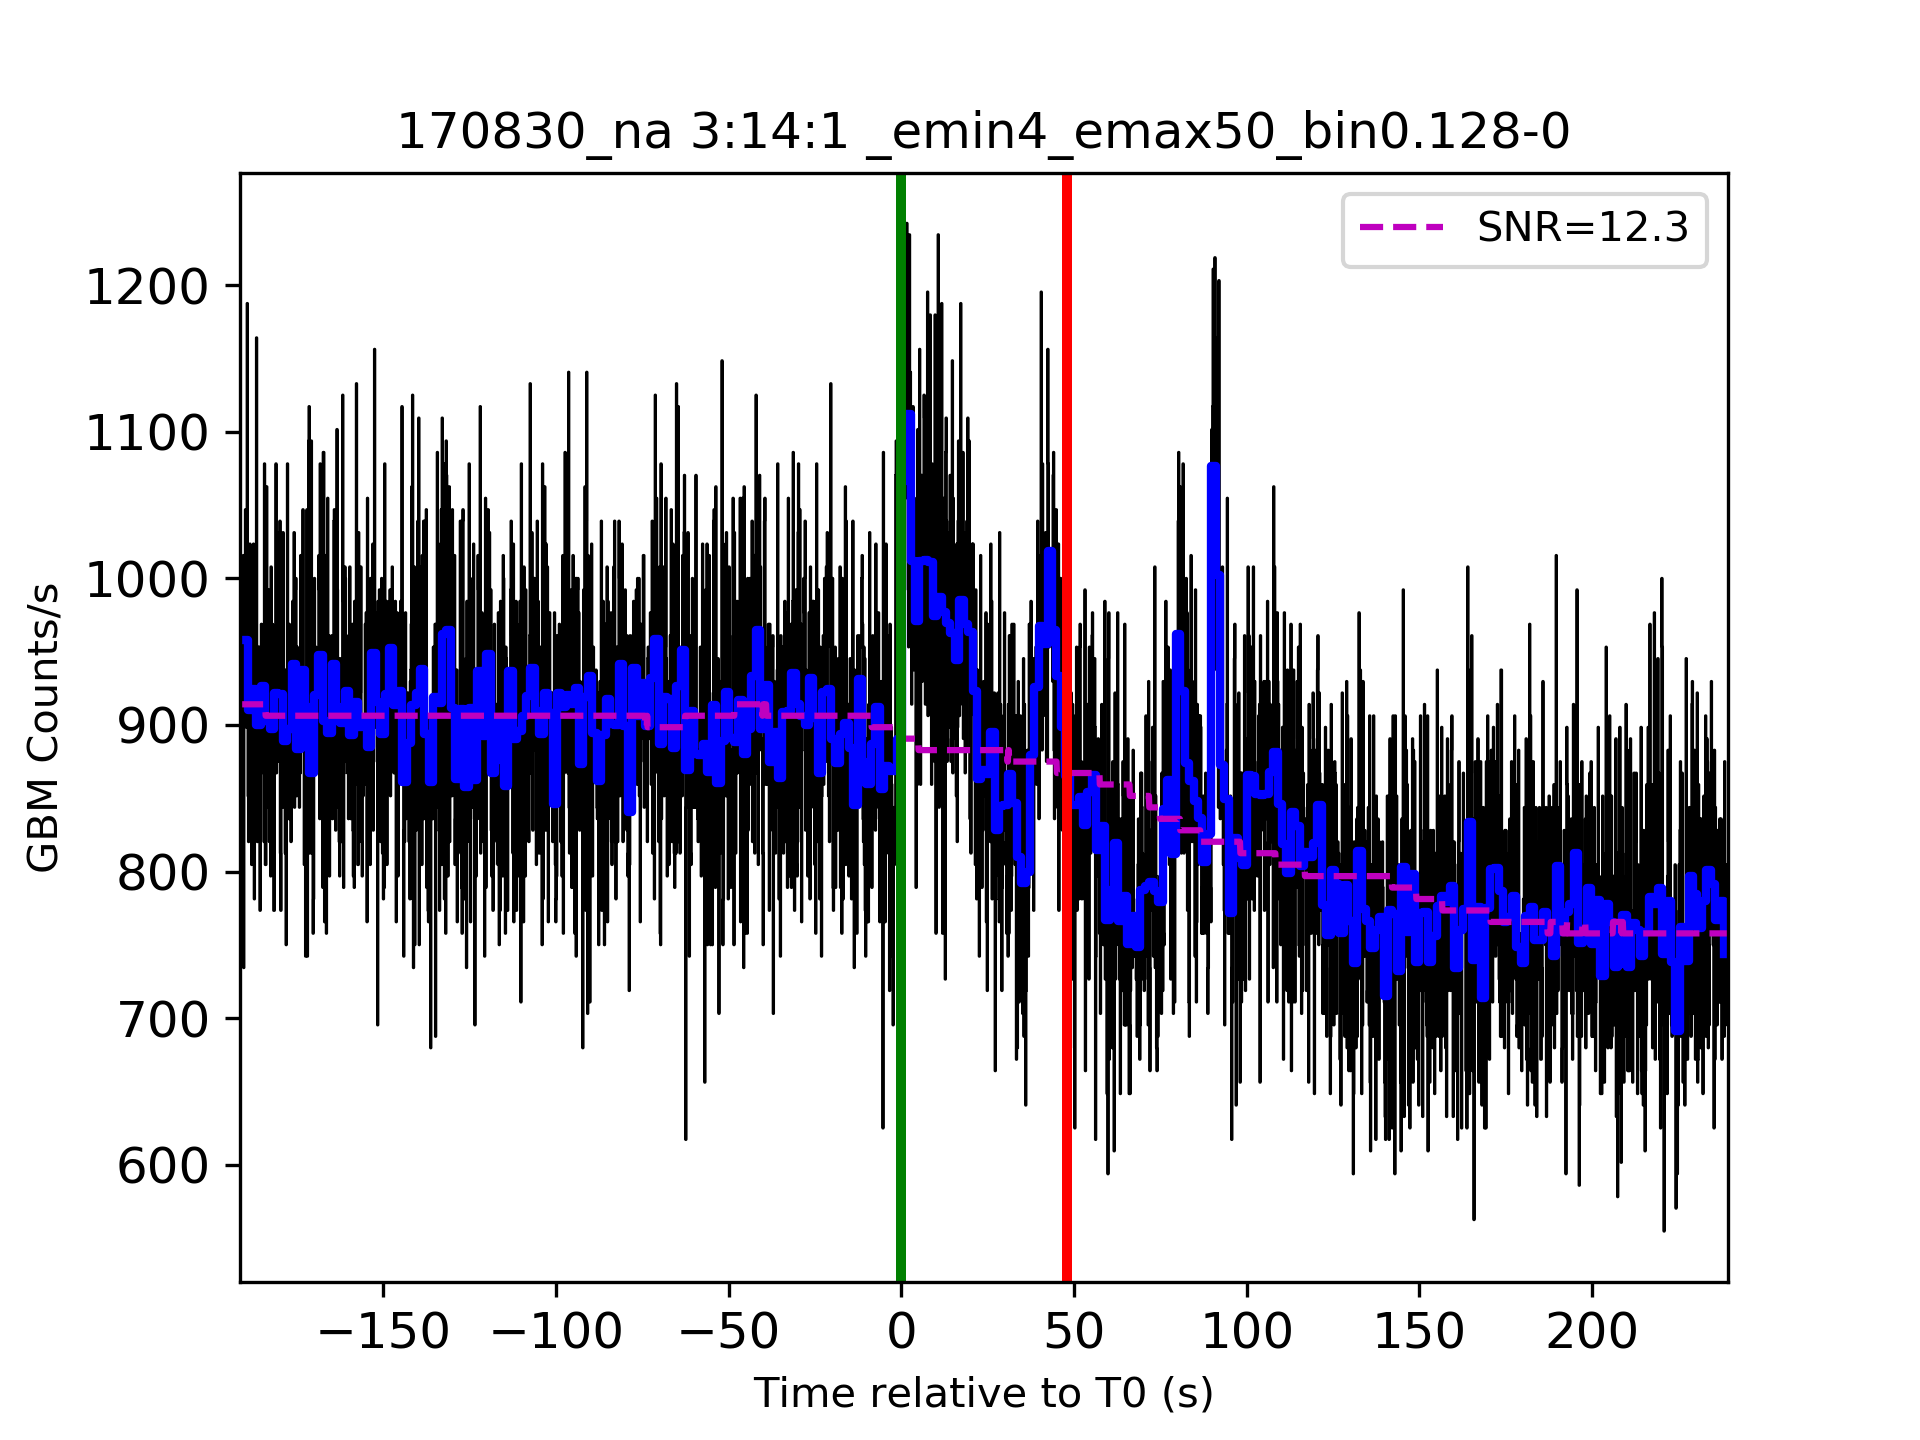 170830_na 3:14:1 _emin4_emax50_bin0.128-0
SNR=12.3
GBM Counts/s
1200
1100
1000
900
800
700
600
−150 −100 −50 0 50 100 150 200
Time relative to T0 (s)